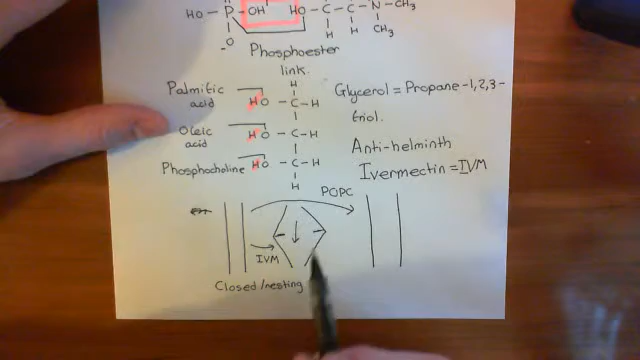 HO - P - OH HO - C - C - N - CH3
O H H CH3
Phosphoester
link.
H
Palmitic
acid
HO - C - H
Oleic
acid
HO - C - H
Phosphocholine HO - C - H
H
Glycerol = Propane-1,2,3-
triol.
Anti-helminth
Ivermectin = IVM
POPC
IVM
Closed/nesting